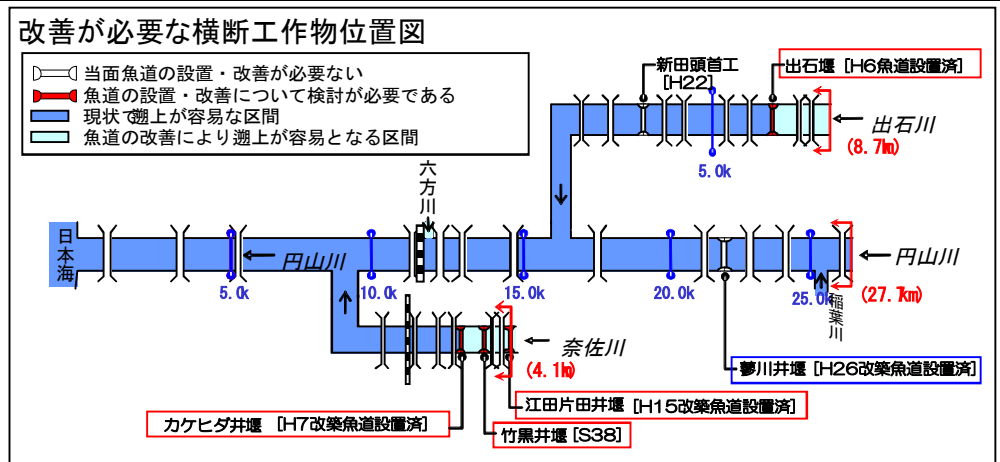 改善が必要な横断工作物位置図
当面魚道の設置・改善が必要ない
魚道の設置・改善について検討が必要である
現状で遡上が容易な区間
魚道の改善により遡上が容易となる区間
新田頭首工
[H22]
出石堰 [H6魚道設置済]
出石川
(8.7km)
5.0k
六方川
日本海
円山川
5.0k
10.0k
15.0k
20.0k
25.0k
稲葉川
円山川
(27.7km)
奈佐川
(4.1km)
蓼川井堰 [H26改築魚道設置済]
江田片田井堰 [H15改築魚道設置済]
カケヒダ井堰 [H7改築魚道設置済]
竹黒井堰 [S38]